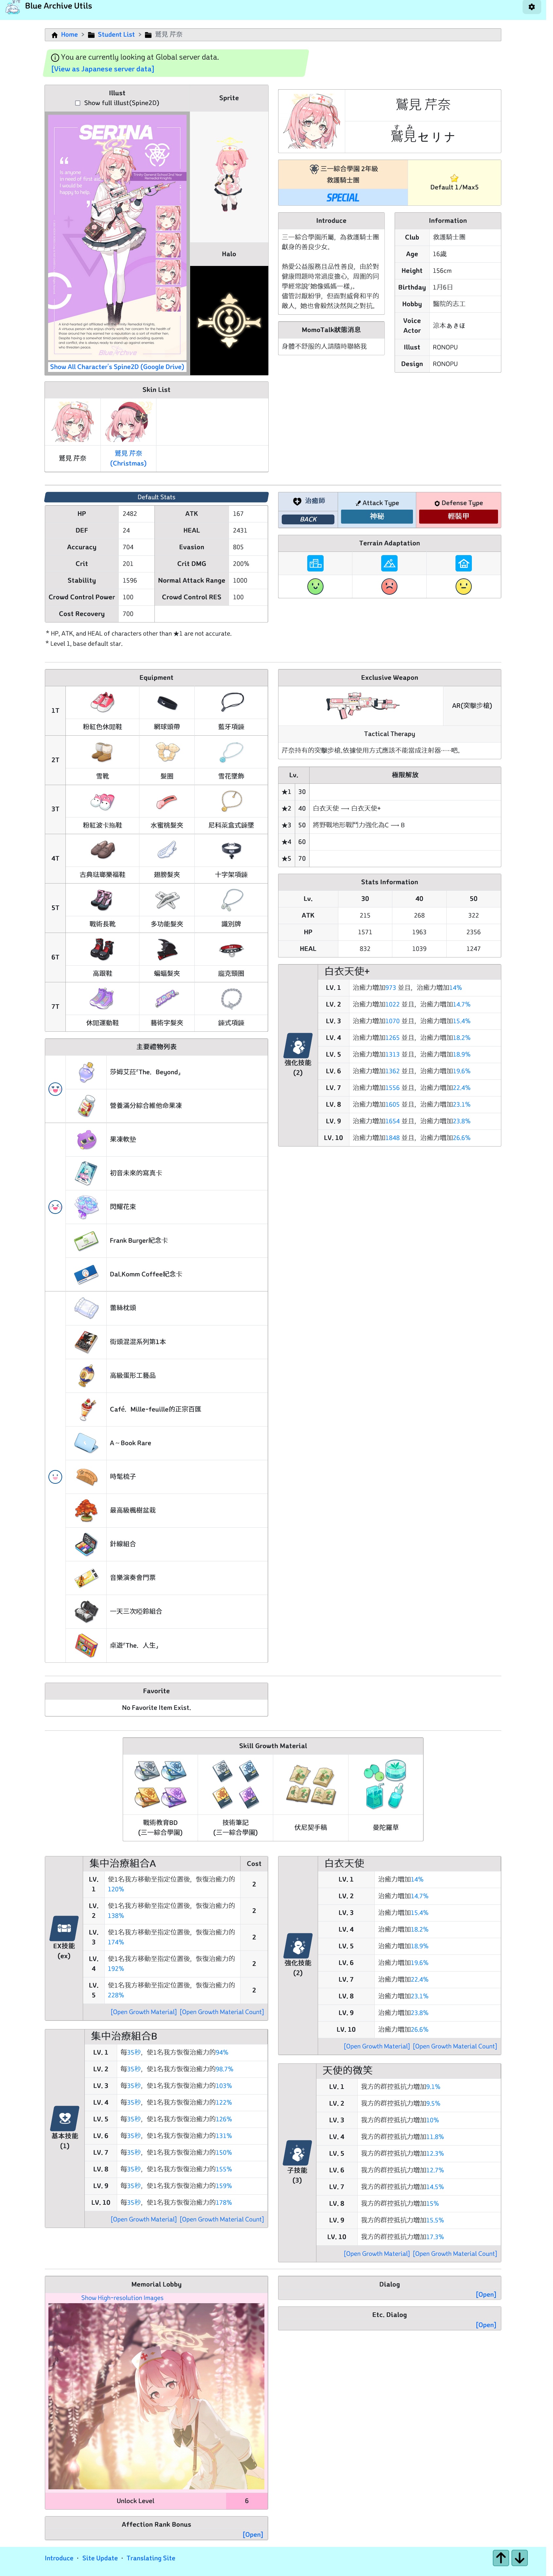 Blue Archive Utils
Home > Student List > 鷲見 芹奈
You are currently looking at Global server data.
[View as Japanese server data]
Illust
Show full illust(Spine2D)
Sprite
SERINA
Halo
Show All Character's Spine2D (Google Drive)
Skin List
鷲見 芹奈
鷲見 芹奈
(Christmas)
鷲見 芹奈
すみ
鷲見セリナ
三一綜合學園 2年級
救護騎士團
SPECIAL
Default 1/Max5
Introduce
三一綜合學園所屬，為救護騎士團
獻身的善良少女。
熱愛公益服務且品性善良，由於對
健康問題時常過度擔心，周圍的同
學經常說「她像媽媽一樣」。
儘管討厭紛爭，但面對威脅和平的
敵人，她也會毅然決然與之對抗。
MomoTalk狀態消息
身體不舒服的人請隨時聯絡我
Information
Club 救護騎士團
Age 16歲
Height 156cm
Birthday 1月6日
Hobby 醫院的志工
Voice Actor 涼本あきほ
Illust RONOPU
Design RONOPU
Default Stats
HP 2482 ATK 167
DEF 24 HEAL 2431
Accuracy 704 Evasion 805
Crit 201 Crit DMG 200%
Stability 1596 Normal Attack Range 1000
Crowd Control Power 100 Crowd Control RES 100
Cost Recovery 700
* HP, ATK, and HEAL of characters other than ★1 are not accurate.
* Level 1, base default star.
治癒師
BACK
Attack Type
神秘
Defense Type
輕裝甲
Terrain Adaptation
Equipment
1T
粉紅色休閒鞋 網球頭帶 藍牙項鍊
2T
雪靴 髮圈 雪花墜飾
3T
粉紅波卡拖鞋 水蜜桃髮夾 尼科萊盒式鍊墜
4T
古典琺瑯樂福鞋 翅膀髮夾 十字架項鍊
5T
戰術長靴 多功能髮夾 識別牌
6T
高跟鞋 蝙蝠髮夾 龐克頸圈
7T
休閒運動鞋 藝術字髮夾 鍊式項鍊
Exclusive Weapon
AR(突擊步槍)
Tactical Therapy
芹奈持有的突擊步槍。依據使用方式應該不能當成注射器……吧。
Lv. 極限解放
★1 30
★2 40 白衣天使 ⟶ 白衣天使+
★3 50 將野戰地形戰鬥力強化為C ⟶ B
★4 60
★5 70
Stats Information
Lv. 30 40 50
ATK 215 268 322
HP 1571 1963 2356
HEAL 832 1039 1247
強化技能
(2)
白衣天使+
LV. 1 治癒力增加973 並且，治癒力增加14%
LV. 2 治癒力增加1022 並且，治癒力增加14.7%
LV. 3 治癒力增加1070 並且，治癒力增加15.4%
LV. 4 治癒力增加1265 並且，治癒力增加18.2%
LV. 5 治癒力增加1313 並且，治癒力增加18.9%
LV. 6 治癒力增加1362 並且，治癒力增加19.6%
LV. 7 治癒力增加1556 並且，治癒力增加22.4%
LV. 8 治癒力增加1605 並且，治癒力增加23.1%
LV. 9 治癒力增加1654 並且，治癒力增加23.8%
LV. 10 治癒力增加1848 並且，治癒力增加26.6%
主要禮物列表
莎姆艾拉「The．Beyond」
營養滿分綜合維他命果凍
果凍軟墊
初音未來的寫真卡
閃耀花束
Frank Burger紀念卡
Dal.Komm Coffee紀念卡
蕾絲枕頭
街頭混混系列第1本
高級蛋形工藝品
Café．Mille-feuille的正宗百匯
A－Book Rare
時髦梳子
最高級楓樹盆栽
針線組合
音樂演奏會門票
一天三次啞鈴組合
桌遊「The．人生」
Favorite
No Favorite Item Exist.
Skill Growth Material
戰術教育BD
(三一綜合學園)
技術筆記
(三一綜合學園)
伏尼契手稿
曼陀羅草
EX技能
(ex)
集中治療組合A Cost
LV. 1 使1名我方移動至指定位置後，恢復治癒力的120% 2
LV. 2 使1名我方移動至指定位置後，恢復治癒力的138% 2
LV. 3 使1名我方移動至指定位置後，恢復治癒力的174% 2
LV. 4 使1名我方移動至指定位置後，恢復治癒力的192% 2
LV. 5 使1名我方移動至指定位置後，恢復治癒力的228% 2
[Open Growth Material] [Open Growth Material Count]
基本技能
(1)
集中治療組合B
LV. 1 每35秒，使1名我方恢復治癒力的94%
LV. 2 每35秒，使1名我方恢復治癒力的98.7%
LV. 3 每35秒，使1名我方恢復治癒力的103%
LV. 4 每35秒，使1名我方恢復治癒力的122%
LV. 5 每35秒，使1名我方恢復治癒力的126%
LV. 6 每35秒，使1名我方恢復治癒力的131%
LV. 7 每35秒，使1名我方恢復治癒力的150%
LV. 8 每35秒，使1名我方恢復治癒力的155%
LV. 9 每35秒，使1名我方恢復治癒力的159%
LV. 10 每35秒，使1名我方恢復治癒力的178%
[Open Growth Material] [Open Growth Material Count]
強化技能
(2)
白衣天使
LV. 1 治癒力增加14%
LV. 2 治癒力增加14.7%
LV. 3 治癒力增加15.4%
LV. 4 治癒力增加18.2%
LV. 5 治癒力增加18.9%
LV. 6 治癒力增加19.6%
LV. 7 治癒力增加22.4%
LV. 8 治癒力增加23.1%
LV. 9 治癒力增加23.8%
LV. 10 治癒力增加26.6%
[Open Growth Material] [Open Growth Material Count]
子技能
(3)
天使的微笑
LV. 1 我方的群控抵抗力增加9.1%
LV. 2 我方的群控抵抗力增加9.5%
LV. 3 我方的群控抵抗力增加10%
LV. 4 我方的群控抵抗力增加11.8%
LV. 5 我方的群控抵抗力增加12.3%
LV. 6 我方的群控抵抗力增加12.7%
LV. 7 我方的群控抵抗力增加14.5%
LV. 8 我方的群控抵抗力增加15%
LV. 9 我方的群控抵抗力增加15.5%
LV. 10 我方的群控抵抗力增加17.3%
[Open Growth Material] [Open Growth Material Count]
Memorial Lobby
Show High-resolution Images
Unlock Level 6
Affection Rank Bonus
[Open]
Dialog
[Open]
Etc. Dialog
[Open]
Introduce · Site Update · Translating Site